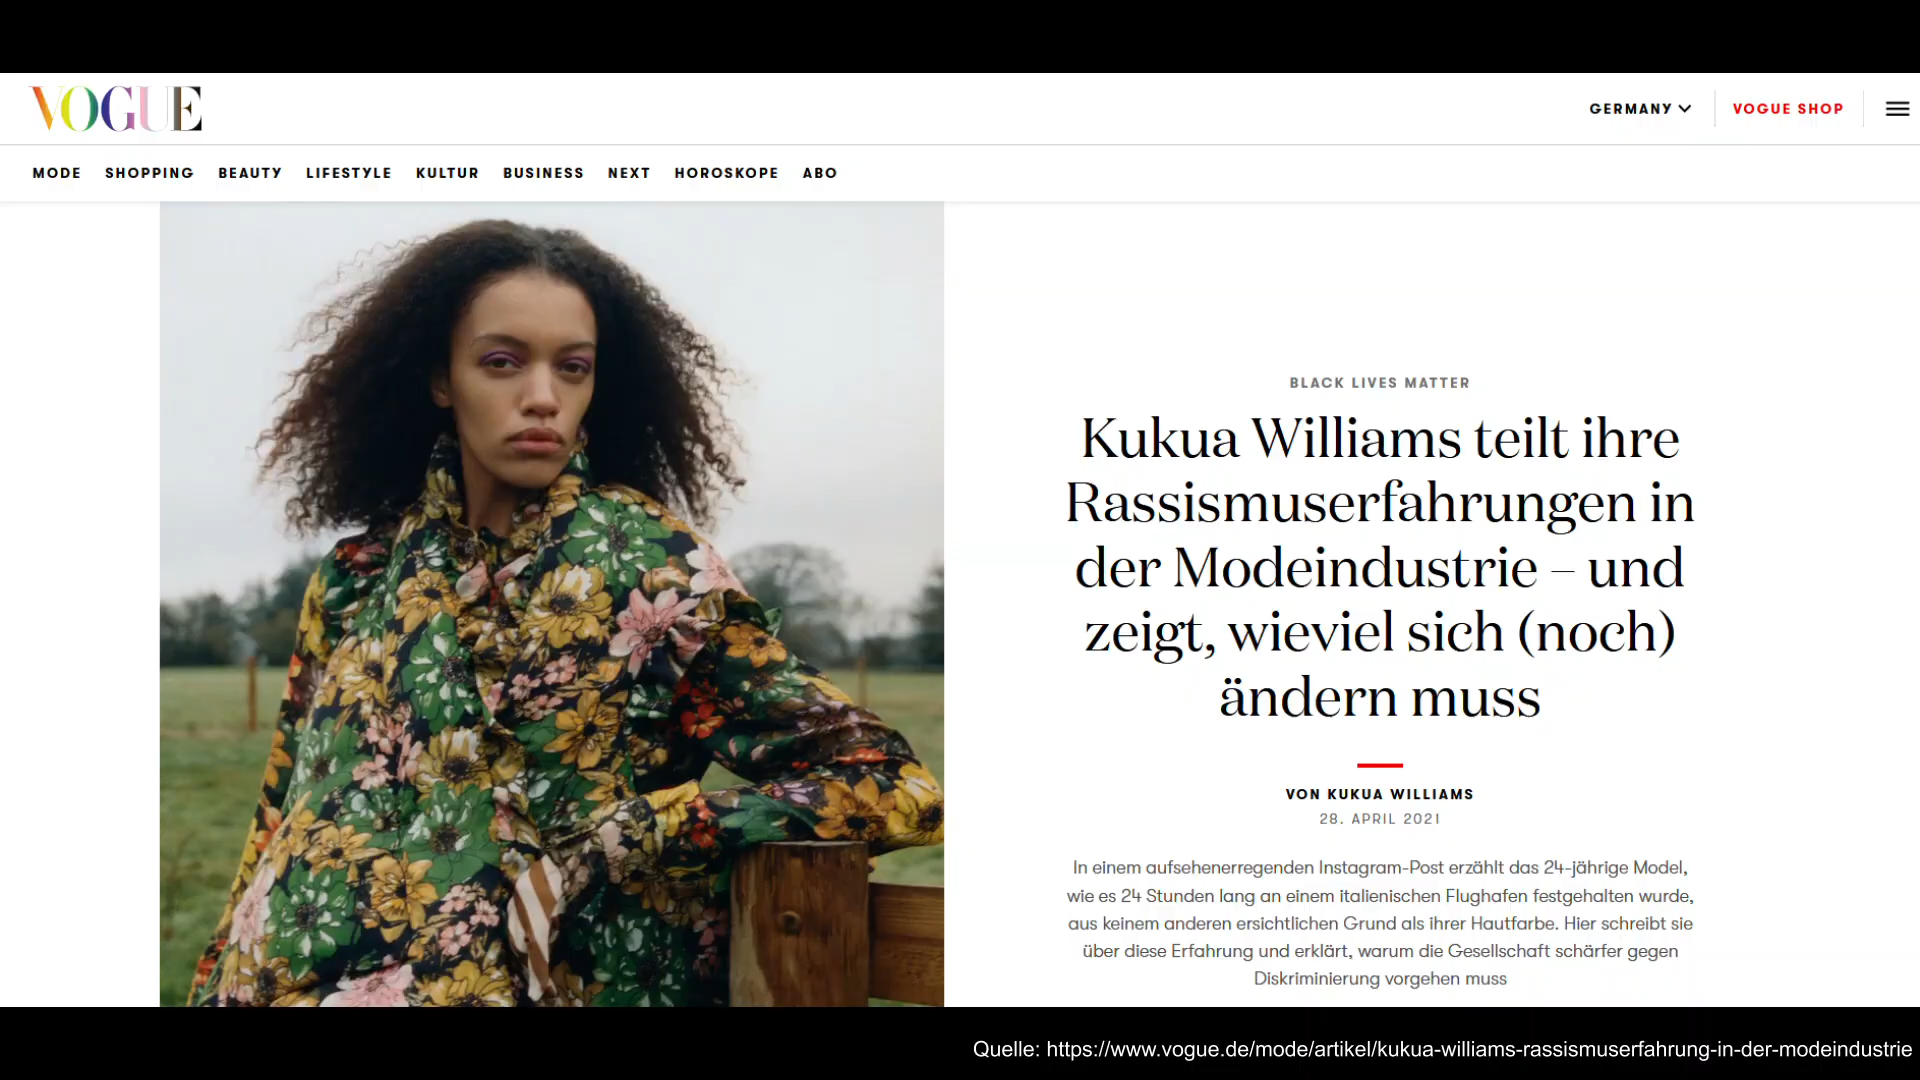 VOGUE
GERMANY
VOGUE SHOP
MODE SHOPPING BEAUTY LIFESTYLE KULTUR BUSINESS NEXT HOROSKOPE ABO
BLACK LIVES MATTER
Kukua Williams teilt ihre
Rassismuserfahrungen in
der Modeindustrie – und
zeigt, wieviel sich (noch)
ändern muss
VON KUKUA WILLIAMS
28. APRIL 2021
In einem aufsehenerregenden Instagram-Post erzählt das 24-jährige Model,
wie es 24 Stunden lang an einem italienischen Flughafen festgehalten wurde,
aus keinem anderen ersichtlichen Grund als ihrer Hautfarbe. Hier schreibt sie
über diese Erfahrung und erklärt, warum die Gesellschaft schärfer gegen
Diskriminierung vorgehen muss
Quelle: https://www.vogue.de/mode/artikel/kukua-williams-rassismuserfahrung-in-der-modeindustrie